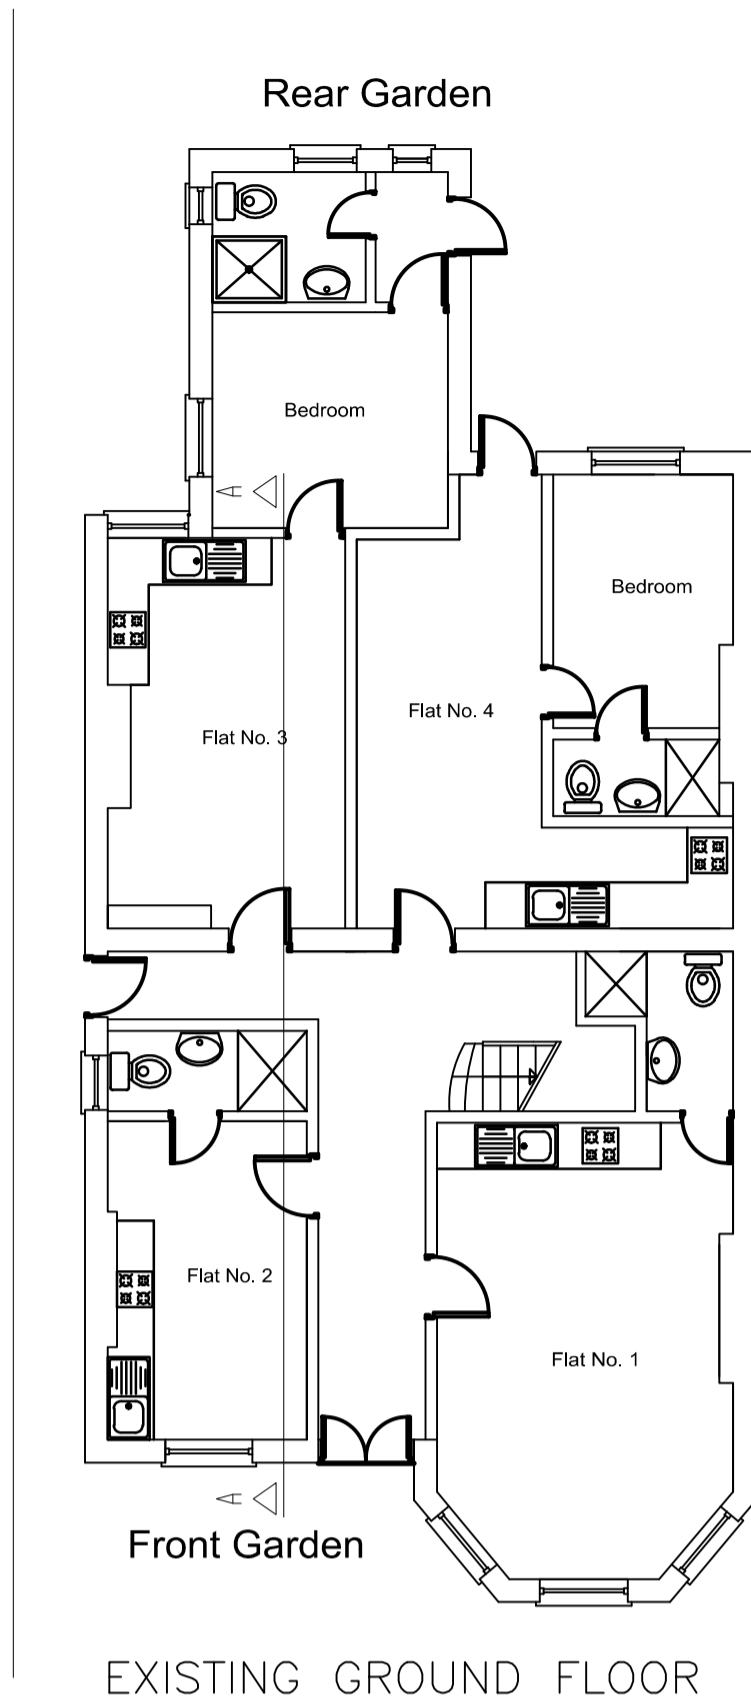 Rear Garden
Bedroom
A
Bedroom
Flat No. 4
Flat No. 3
Flat No. 2
Flat No. 1
A
Front Garden
EXISTING GROUND FLOOR